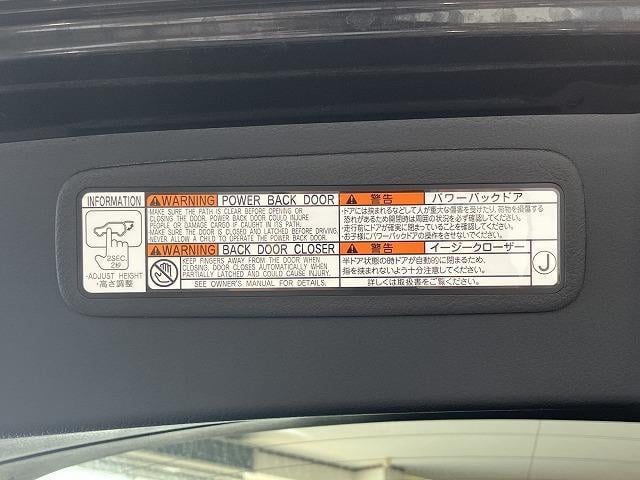 INFORMATION
2SEC.
2秒
·ADJUST HEIGHT
・高さ調整
WARNING POWER BACK DOOR
MAKE SURE THE PATH IS CLEAR BEFORE OPENING OR
CLOSING THE DOOR. POWER BACK DOOR COULD INJURE
PEOPLE OR DAMAGE CARGO IF CAUGHT IN ITS PATH.
MAKE SURE THE DOOR IS CLOSED AND LATCHED BEFORE DRIVING.
NEVER ALLOW A CHILD TO OPERATE THE POWER BACK DOOR.
WARNING BACK DOOR CLOSER
KEEP FINGERS AWAY FROM THE DOOR WHEN
CLOSING. DOOR CLOSES AUTOMATICALLY WHEN
PARTIALLY LATCHED AND COULD CAUSE INJURY.
SEE OWNER'S MANUAL FOR DETAILS.
警告 パワーバックドア
・ドアには挟まれるなどして人が重大な傷害を受けたり、荷物を損傷する
恐れがあるため開閉時は周囲の状況を必ず確認してください。
・走行前にドアが確実に閉まっていることを確認してください。
・お子様にパワーバックドアの操作をさせないでください。
警告 イージークローザー
半ドア状態の時ドアが自動的に閉まるため、
指を挟まれないよう十分注意してください。
詳しくは取扱書をご覧ください。
J